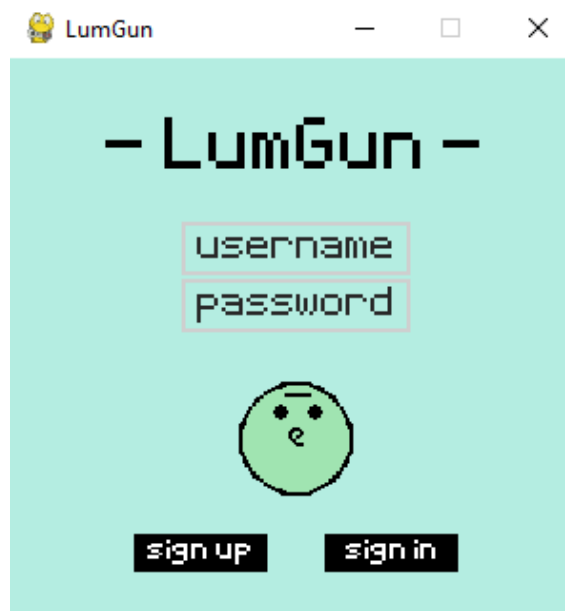 LumGun
- LumGun -
username
password
sign up sign in